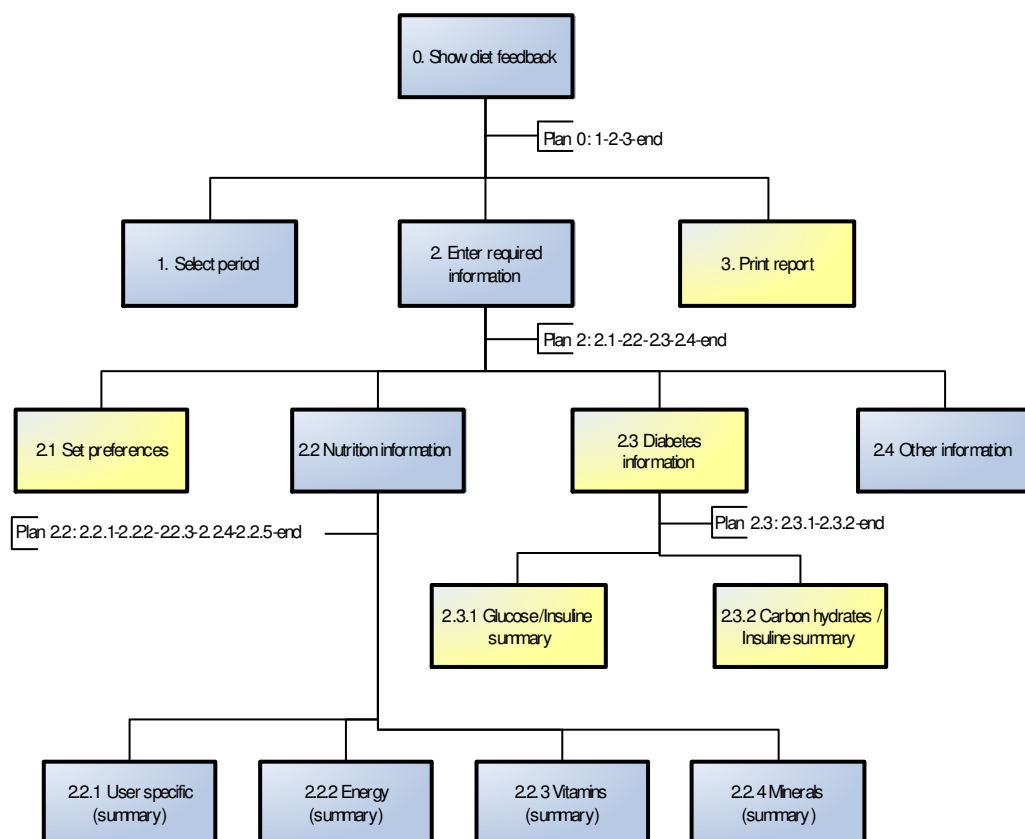 0. Show diet feedback
Plan 0: 1-2-3-end
1. Select period
2. Enter required
information
3. Print report
Plan 2: 2.1-2.2-2.3-2.4-end
2.1 Set preferences
2.2 Nutrition information
2.3 Diabetes
information
2.4 Other information
Plan 2.2: 2.2.1-2.2.2-2.2.3-2.2.4-2.2.5-end
Plan 2.3: 2.3.1-2.3.2-end
2.3.1 Glucose/Insuline
summary
2.3.2 Carbon hydrates /
Insuline summary
2.2.1 User specific
(summary)
2.2.2 Energy
(summary)
2.2.3 Vitamins
(summary)
2.2.4 Minerals
(summary)